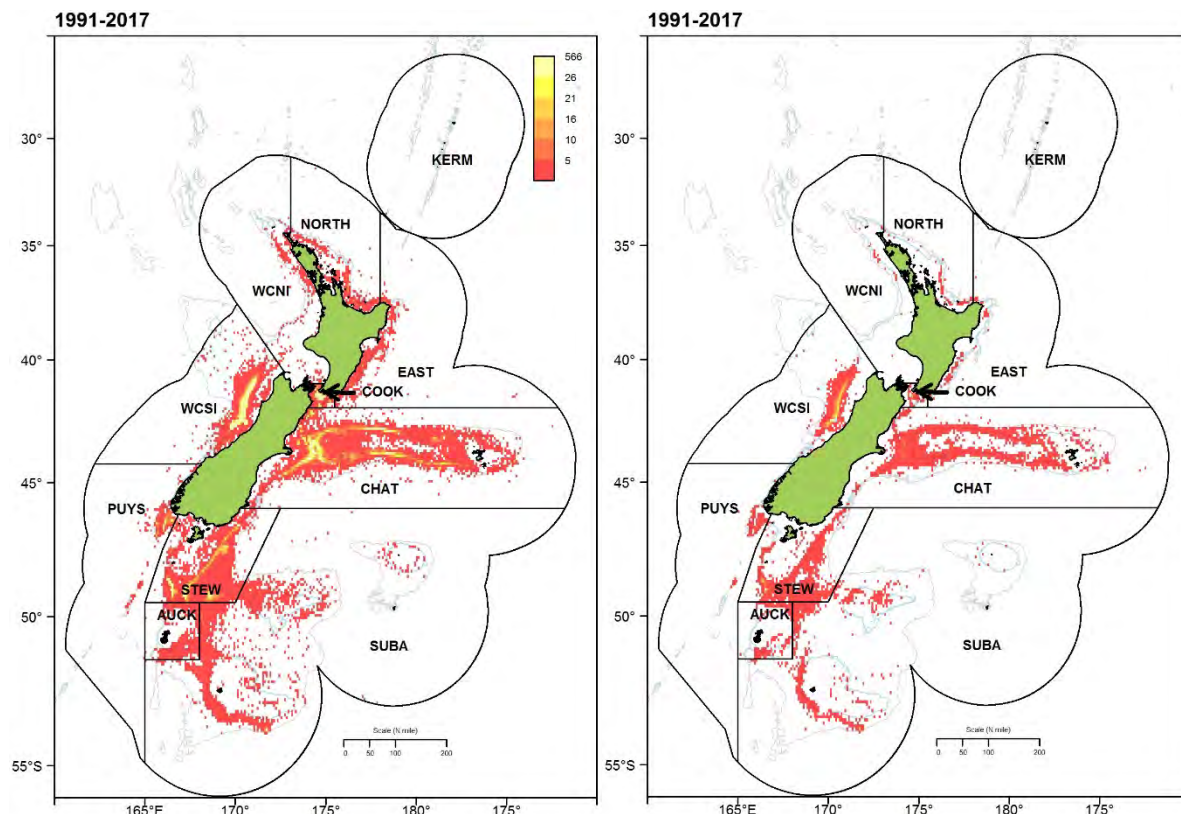 1991-2017
566
26
21
16
10
5
30°
35°
40°
45°
50°
55°S
KERM
NORTH
WCNI
EAST
COOK
WCSI
CHAT
PUYS
STEW
AUCK
SUBA
Scale (N mile)
0 50 100 200
165°E 170° 175° 180° 175°
1991-2017
30°
35°
40°
45°
50°
55°S
KERM
NORTH
WCNI
EAST
COOK
WCSI
CHAT
PUYS
STEW
AUCK
SUBA
Scale (N mile)
0 50 100 200
165°E 170° 175° 180° 175°